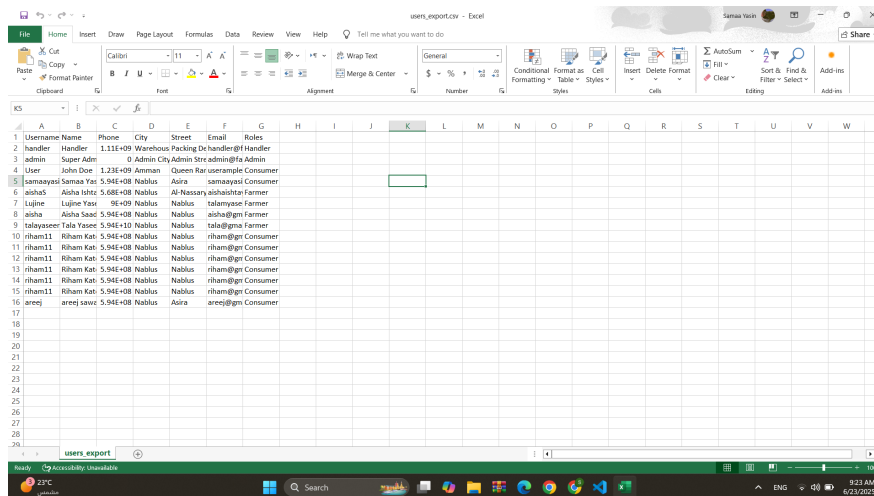 users_export.csv - Excel
Samaa Yasin
File Home Insert Draw Page Layout Formulas Data Review View Help Tell me what you want to do Share
Paste Cut Copy Format Painter Clipboard
Calibri 11 B I U A Font
Wrap Text Merge & Center Alignment
General $ % Number
Conditional Formatting Format as Table Cell Styles Styles
Insert Delete Format Cells
AutoSum Fill Clear Sort & Filter Find & Select Editing
Add-ins Add-ins
K5 fx
A B C D E F G H I J K L M N O P Q R S T U V W
1 Username Name Phone City Street Email Roles
2 handler Handler 1.11E+09 Warehous Packing De handler@f Handler
3 admin Super Adm 0 Admin City Admin Stre admin@fa Admin
4 User John Doe 1.23E+09 Amman Queen Ran userample Consumer
5 samaayasi Samaa Yas 5.94E+08 Nablus Asira samaayasi Consumer
6 aishaS Aisha Ishta 5.68E+08 Nablus Al-Nassary aishaishtay Farmer
7 Lujine Lujine Yase 9E+09 Nablus Nablus talamyase Farmer
8 aisha Aisha Saad 5.94E+08 Nablus Nablus aisha@gm Farmer
9 talayaseer Tala Yasee 5.94E+10 Nablus Nablus tala@gma Farmer
10 riham11 Riham Kat 5.94E+08 Nablus Nablus riham@gm Consumer
11 riham11 Riham Kat 5.94E+08 Nablus Nablus riham@gm Consumer
12 riham11 Riham Kat 5.94E+08 Nablus Nablus riham@gm Consumer
13 riham11 Riham Kat 5.94E+08 Nablus Nablus riham@gm Consumer
14 riham11 Riham Kat 5.94E+08 Nablus Nablus riham@gm Consumer
15 riham11 Riham Kat 5.94E+08 Nablus Nablus riham@gm Consumer
16 areej areej sawa 5.94E+08 Nablus Asira areej@gm Consumer
17
18
19
20
21
22
23
24
25
26
27
28
29
users_export
Ready Accessibility: Unavailable
3 23°C
مشمس
Search
ENG
9:23 AM
6/23/2025